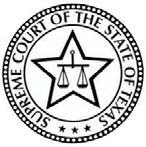 SUPREME COURT OF THE STATE OF TEXAS